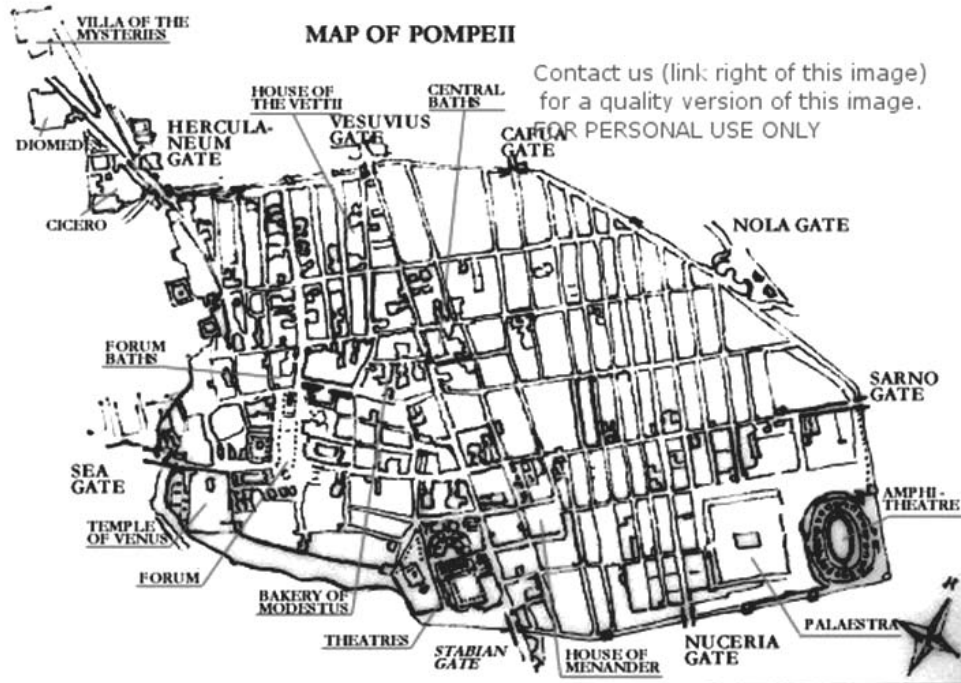 VILLA OF THE
MYSTERIES
MAP OF POMPEII
Contact us (link right of this image)
for a quality version of this image.
FOR PERSONAL USE ONLY
HOUSE OF
THE VETTII
CENTRAL
BATHS
VESUVIUS
GATE
CAPUA
GATE
DIOMED
HERCULA-
NEUM
GATE
CICERO
NOLA GATE
FORUM
BATHS
SARNO
GATE
SEA
GATE
AMPHI-
THEATRE
TEMPLE
OF VENUS
FORUM
BAKERY OF
MODESTUS
THEATRES
STABIAN
GATE
HOUSE OF
MENANDER
NUCERIA
GATE
PALAESTRA
N